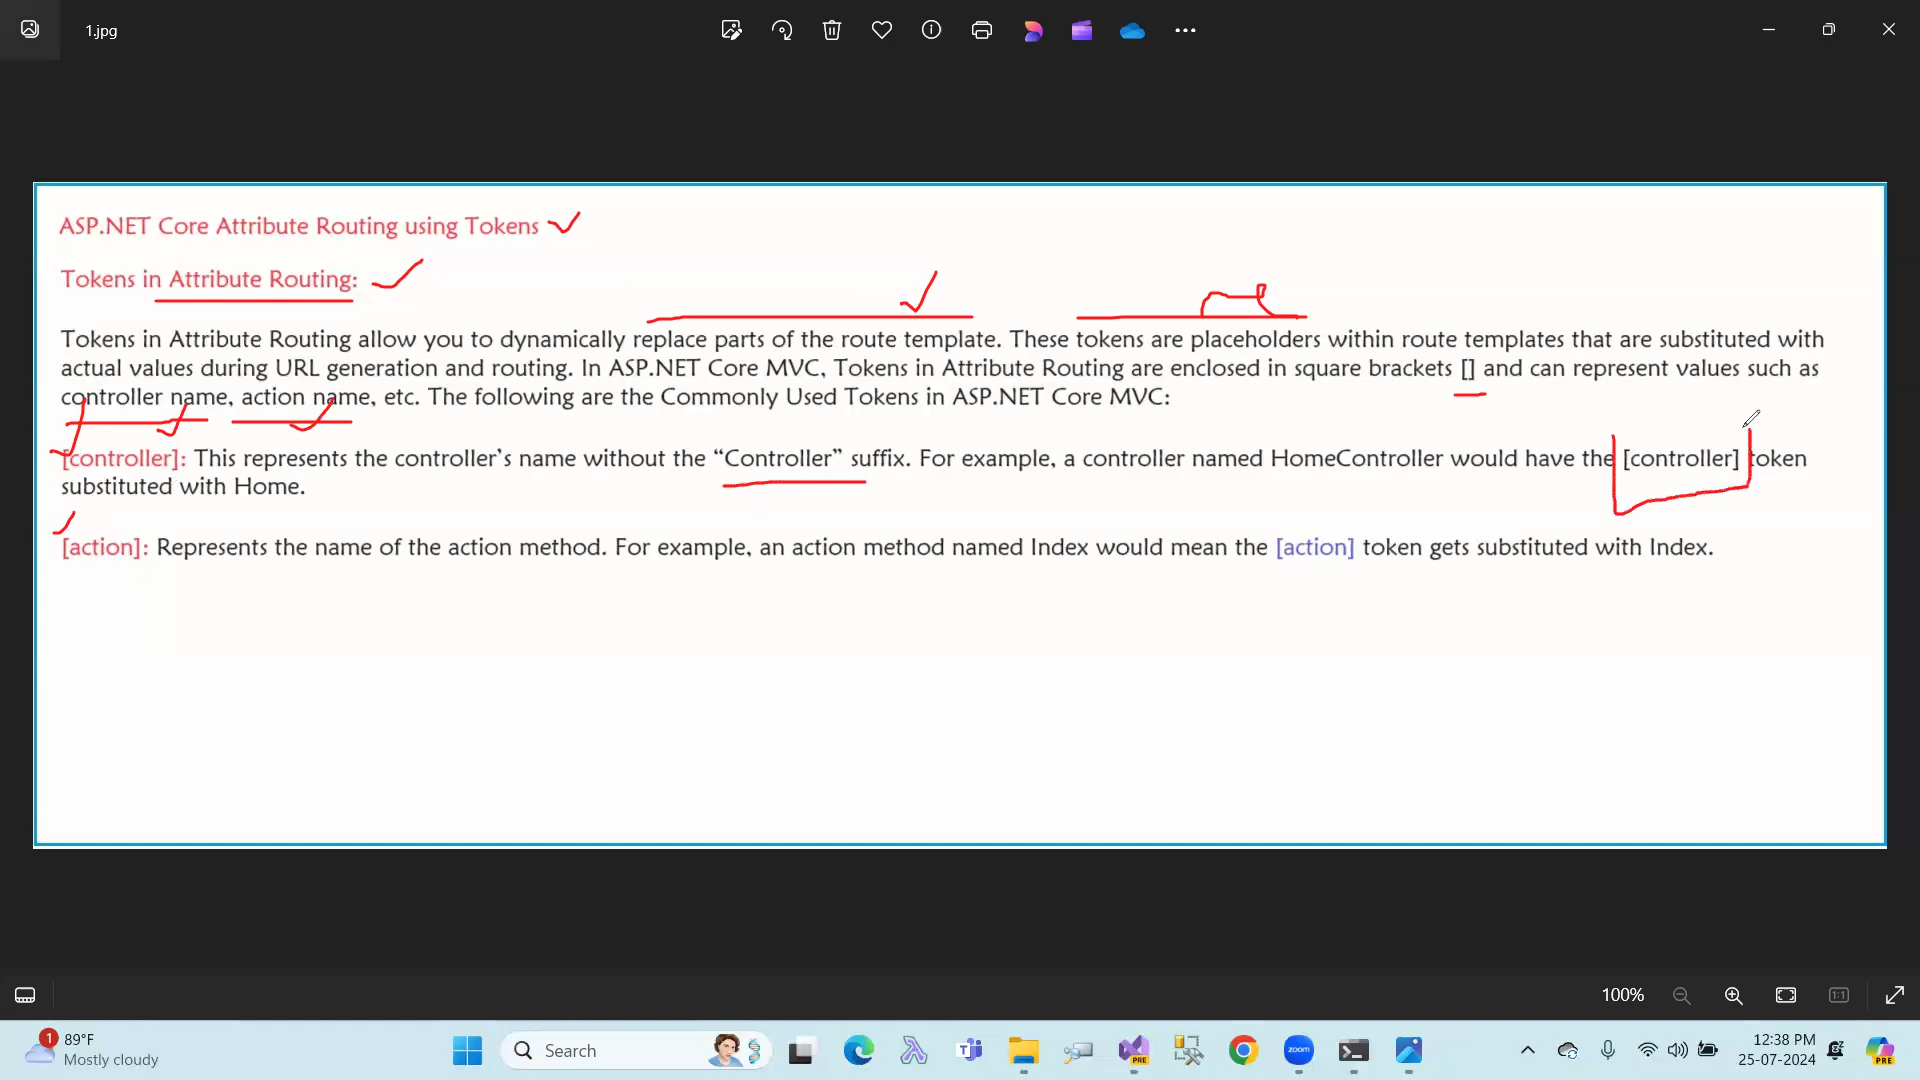 1.jpg
ASP.NET Core Attribute Routing using Tokens
Tokens in Attribute Routing:
Tokens in Attribute Routing allow you to dynamically replace parts of the route template. These tokens are placeholders within route templates that are substituted with
actual values during URL generation and routing. In ASP.NET Core MVC, Tokens in Attribute Routing are enclosed in square brackets [] and can represent values such as
controller name, action name, etc. The following are the Commonly Used Tokens in ASP.NET Core MVC:
[controller]: This represents the controller’s name without the “Controller” suffix. For example, a controller named HomeController would have the [controller] token
substituted with Home.
[action]: Represents the name of the action method. For example, an action method named Index would mean the [action] token gets substituted with Index.
100%
1:1
1
89°F
Mostly cloudy
Search
PRE
zoom
12:38 PM
25-07-2024
PRE